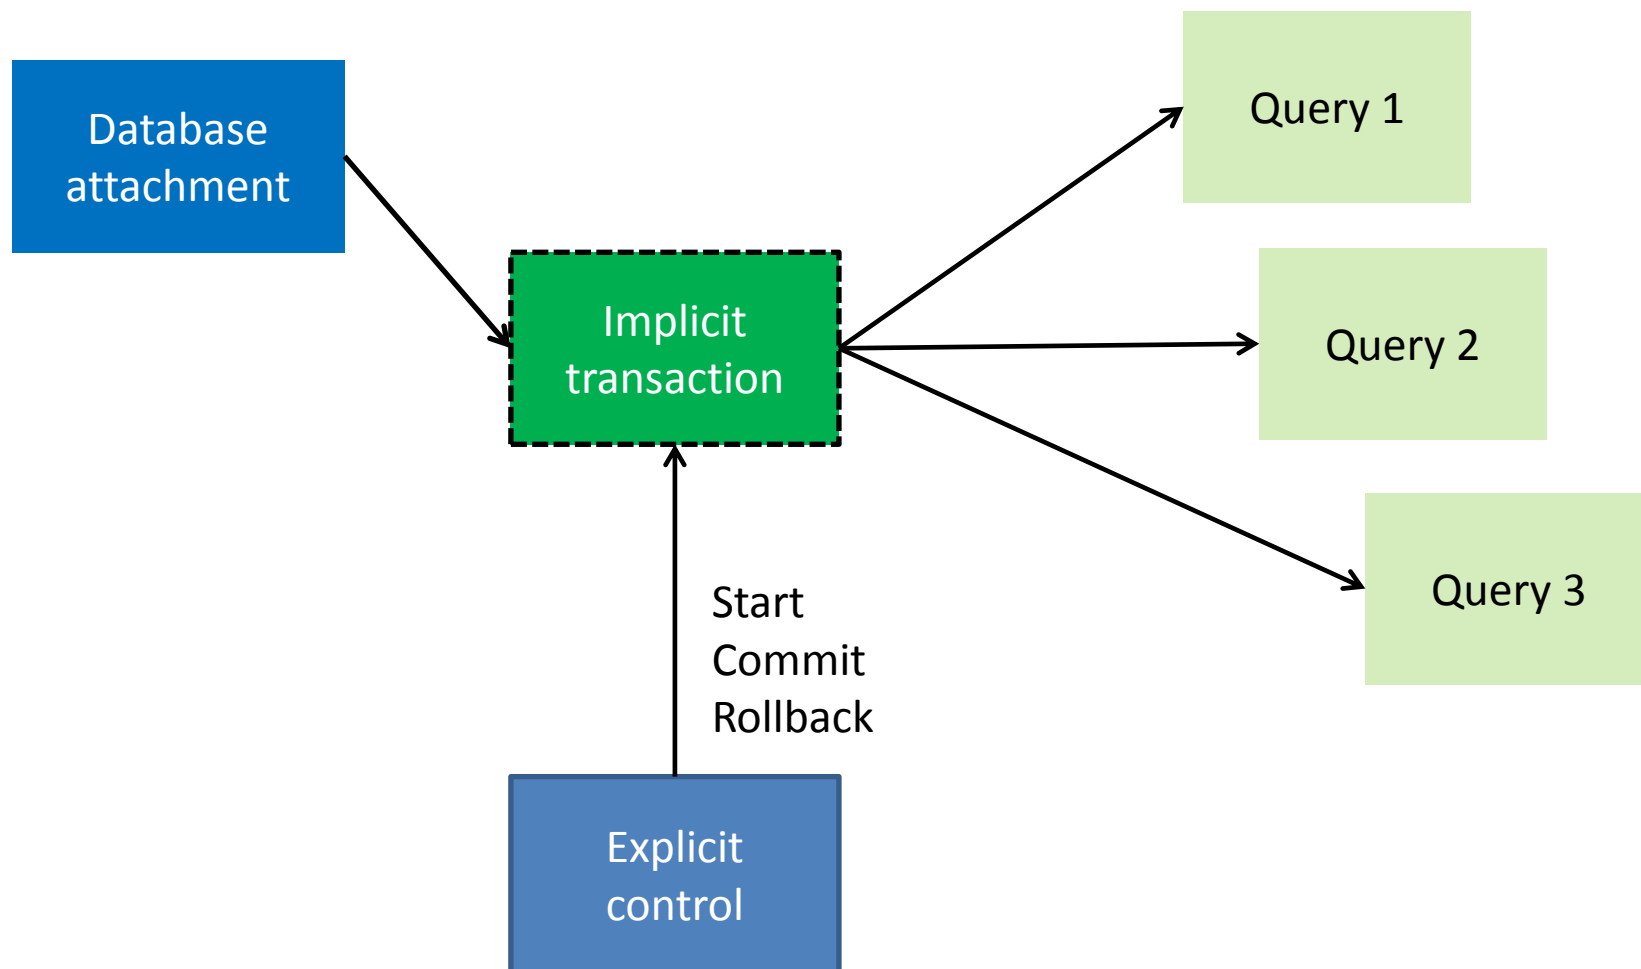 Database
attachment
Implicit
transaction
Query 1
Query 2
Query 3
Start
Commit
Rollback
Explicit
control